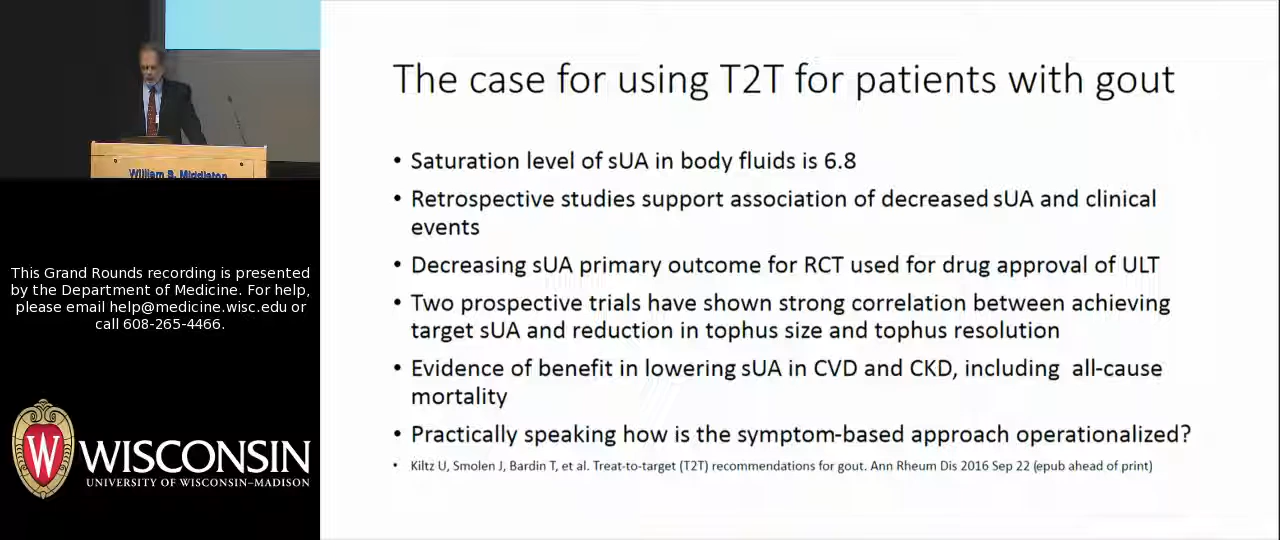 The case for using T2T for patients with gout
• Saturation level of sUA in body fluids is 6.8
• Retrospective studies support association of decreased sUA and clinical
events
• Decreasing sUA primary outcome for RCT used for drug approval of ULT
• Two prospective trials have shown strong correlation between achieving
target sUA and reduction in tophus size and tophus resolution
• Evidence of benefit in lowering sUA in CVD and CKD, including all-cause
mortality
• Practically speaking how is the symptom-based approach operationalized?
• Kiltz U, Smolen J, Bardin T, et al. Treat-to-target (T2T) recommendations for gout. Ann Rheum Dis 2016 Sep 22 (epub ahead of print)
William S. Middleton
This Grand Rounds recording is presented
by the Department of Medicine. For help,
please email help@medicine.wisc.edu or
call 608-265-4466.
W
WISCONSIN
UNIVERSITY OF WISCONSIN–MADISON